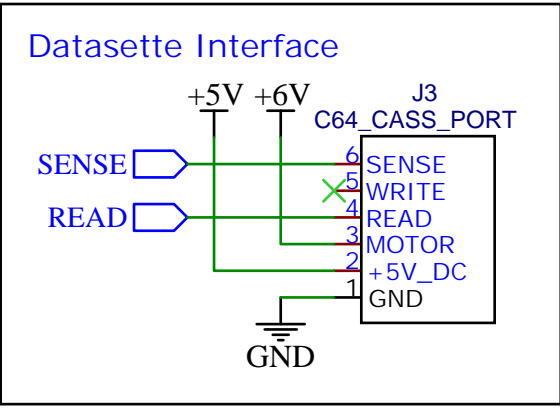 Datasette Interface
+5V +6V
J3
C64_CASS_PORT
SENSE
6 SENSE
5 WRITE
READ
4 READ
3 MOTOR
2 +5V_DC
1 GND
GND